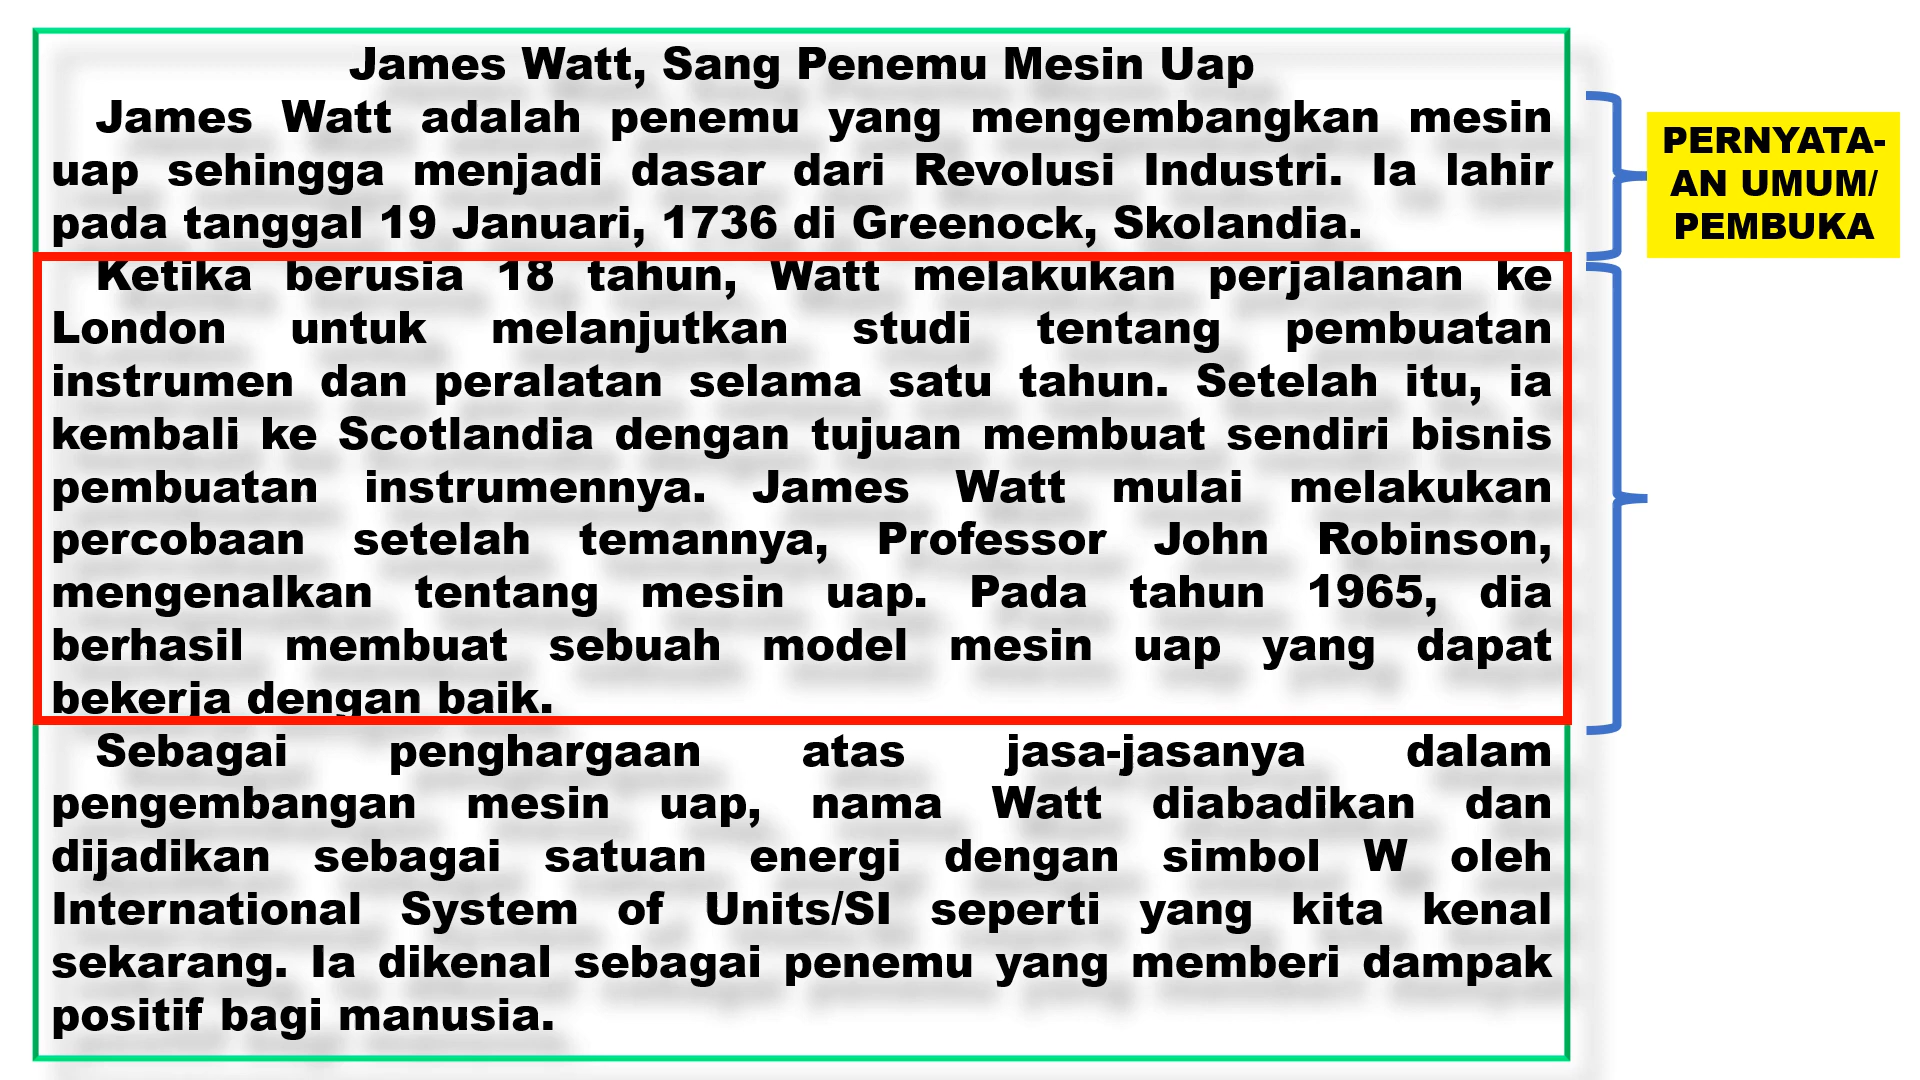 James Watt, Sang Penemu Mesin Uap
James Watt adalah penemu yang mengembangkan mesin
uap sehingga menjadi dasar dari Revolusi Industri. Ia lahir
pada tanggal 19 Januari, 1736 di Greenock, Skolandia.
PERNYATA-
AN UMUM/
PEMBUKA
Ketika berusia 18 tahun, Watt melakukan perjalanan ke
London untuk melanjutkan studi tentang pembuatan
instrumen dan peralatan selama satu tahun. Setelah itu, ia
kembali ke Scotlandia dengan tujuan membuat sendiri bisnis
pembuatan instrumennya. James Watt mulai melakukan
percobaan setelah temannya, Professor John Robinson,
mengenalkan tentang mesin uap. Pada tahun 1965, dia
berhasil membuat sebuah model mesin uap yang dapat
bekerja dengan baik.
Sebagai penghargaan atas jasa-jasanya dalam
pengembangan mesin uap, nama Watt diabadikan dan
dijadikan sebagai satuan energi dengan simbol W oleh
International System of Units/SI seperti yang kita kenal
sekarang. Ia dikenal sebagai penemu yang memberi dampak
positif bagi manusia.